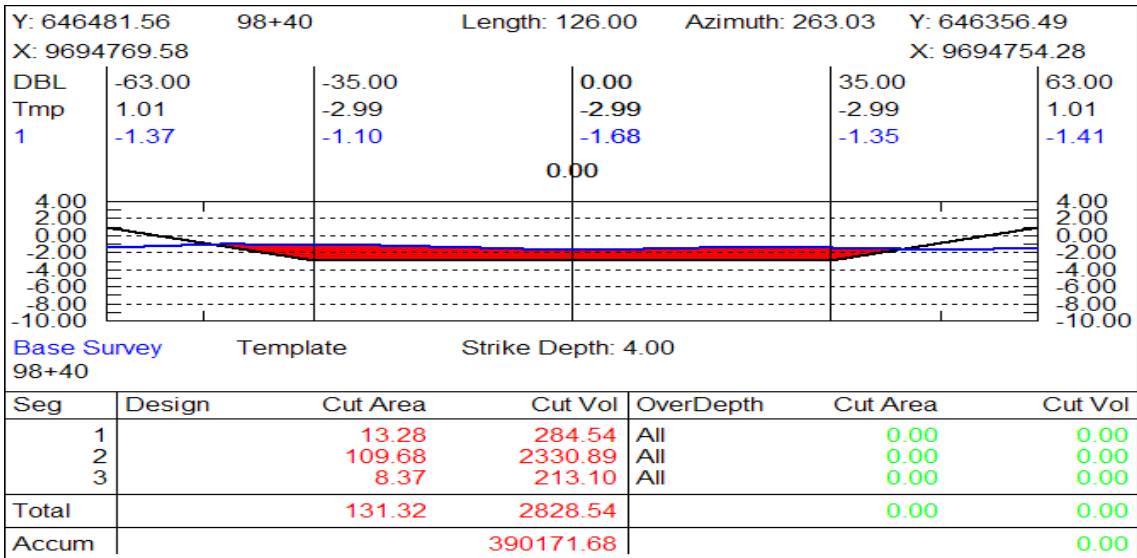 Y: 646481.56 98+40 Length: 126.00 Azimuth: 263.03 Y: 646356.49
X: 9694769.58 X: 9694754.28
DBL -63.00 -35.00 0.00 35.00 63.00
Tmp 1.01 -2.99 -2.99 -2.99 1.01
1 -1.37 -1.10 -1.68 -1.35 -1.41
0.00
4.00 4.00
2.00 2.00
0.00 0.00
-2.00 -2.00
-4.00 -4.00
-6.00 -6.00
-8.00 -8.00
-10.00 -10.00
Base Survey Template Strike Depth: 4.00
98+40
Seg Design Cut Area Cut Vol OverDepth Cut Area Cut Vol
1 13.28 284.54 All 0.00 0.00
2 109.68 2330.89 All 0.00 0.00
3 8.37 213.10 All 0.00 0.00
Total 131.32 2828.54 0.00 0.00
Accum 390171.68 0.00